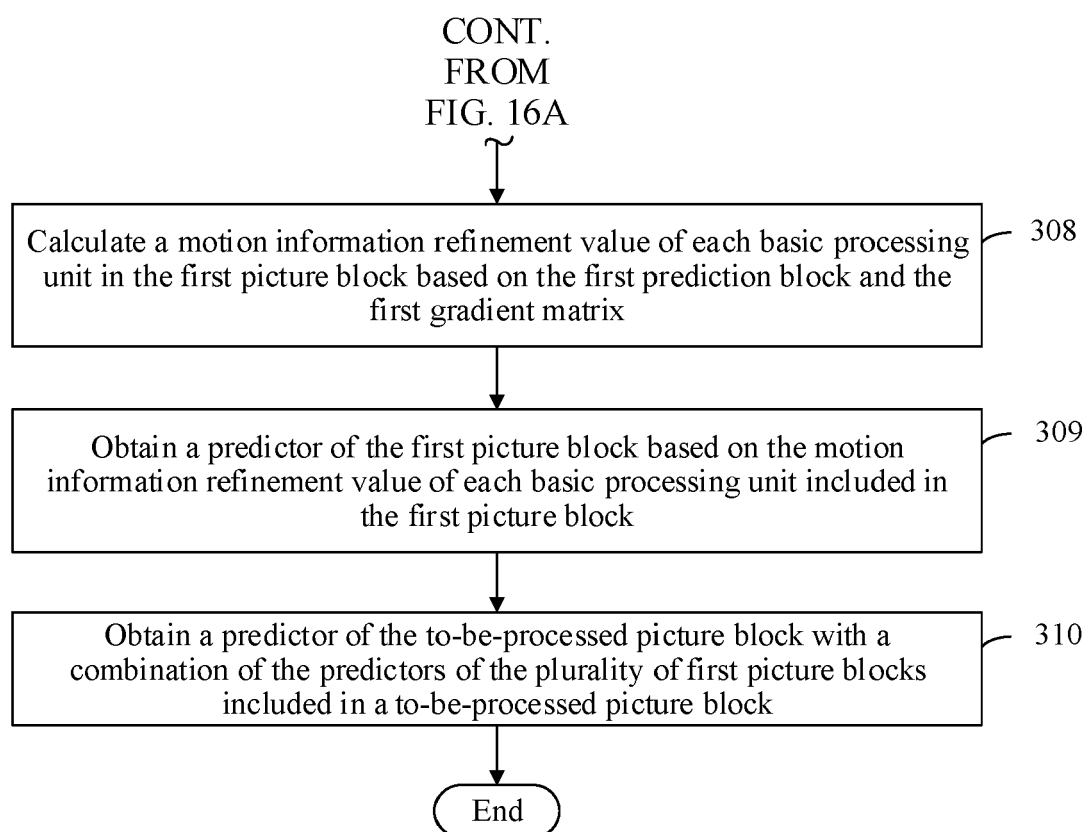 CONT.
FROM
FIG. 16A
Calculate a motion information refinement value of each basic processing
unit in the first picture block based on the first prediction block and the
first gradient matrix
308
Obtain a predictor of the first picture block based on the motion
information refinement value of each basic processing unit included in
the first picture block
309
Obtain a predictor of the to-be-processed picture block with a
combination of the predictors of the plurality of first picture blocks
included in a to-be-processed picture block
310
End